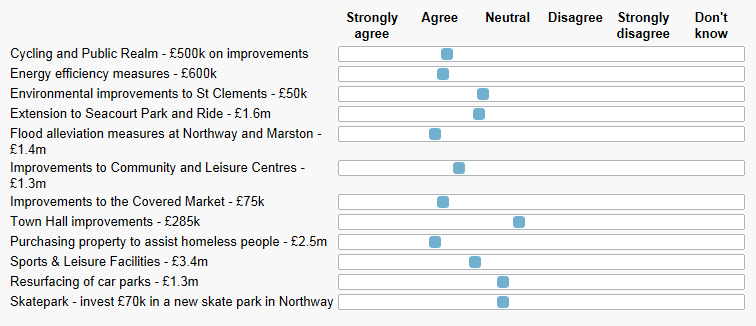 Strongly agree Agree Neutral Disagree Strongly disagree Don't know
Cycling and Public Realm - £500k on improvements
Energy efficiency measures - £600k
Environmental improvements to St Clements - £50k
Extension to Seacourt Park and Ride - £1.6m
Flood alleviation measures at Northway and Marston -
£1.4m
Improvements to Community and Leisure Centres -
£1.3m
Improvements to the Covered Market - £75k
Town Hall improvements - £285k
Purchasing property to assist homeless people - £2.5m
Sports & Leisure Facilities - £3.4m
Resurfacing of car parks - £1.3m
Skatepark - invest £70k in a new skate park in Northway